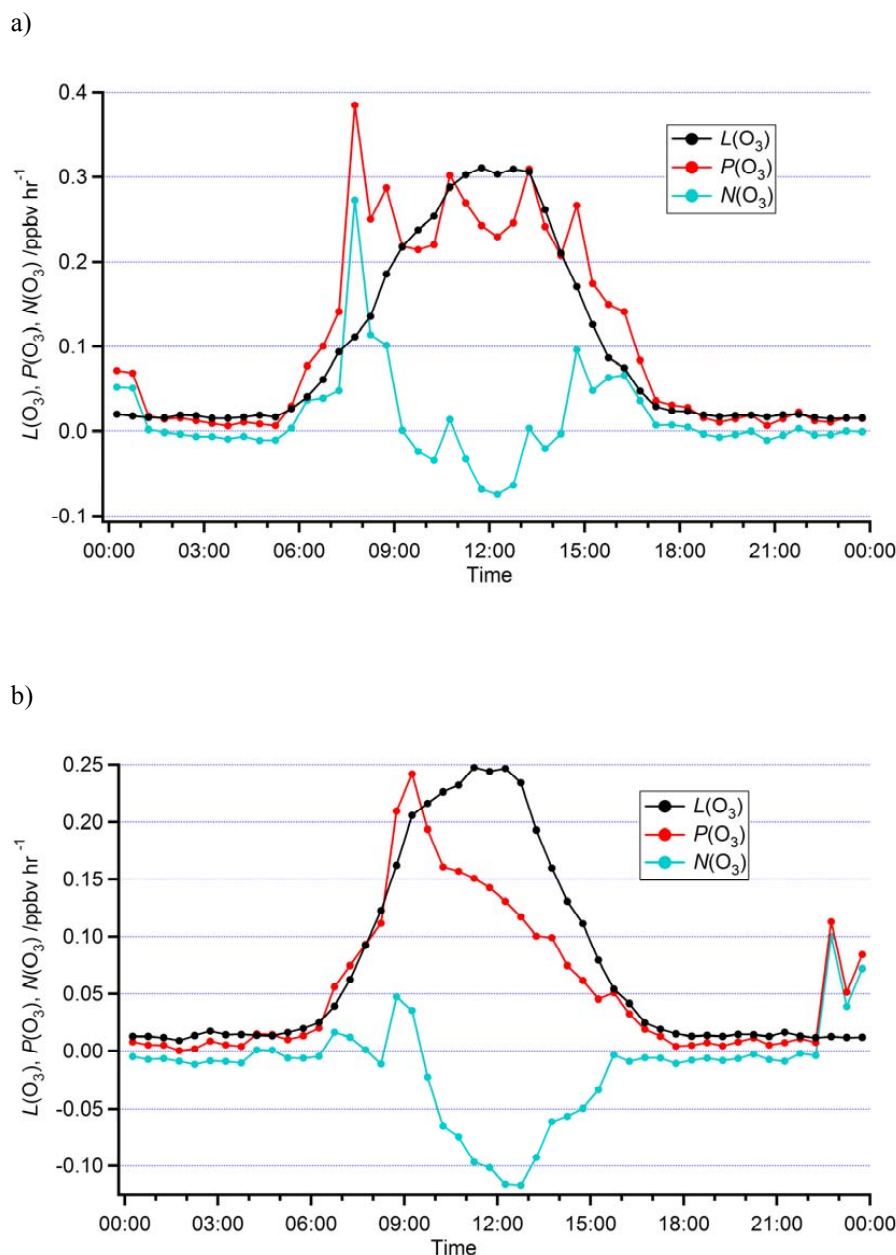 a)
0.4
0.3
0.2
0.1
0.0
-0.1
L(O₃), P(O₃), N(O₃) /ppbv hr⁻¹
L(O₃)
P(O₃)
N(O₃)
00:00 03:00 06:00 09:00 12:00 15:00 18:00 21:00 00:00
Time
b)
0.25
0.20
0.15
0.10
0.05
0.00
-0.05
-0.10
L(O₃), P(O₃), N(O₃) /ppbv hr⁻¹
L(O₃)
P(O₃)
N(O₃)
00:00 03:00 06:00 09:00 12:00 15:00 18:00 21:00 00:00
Time